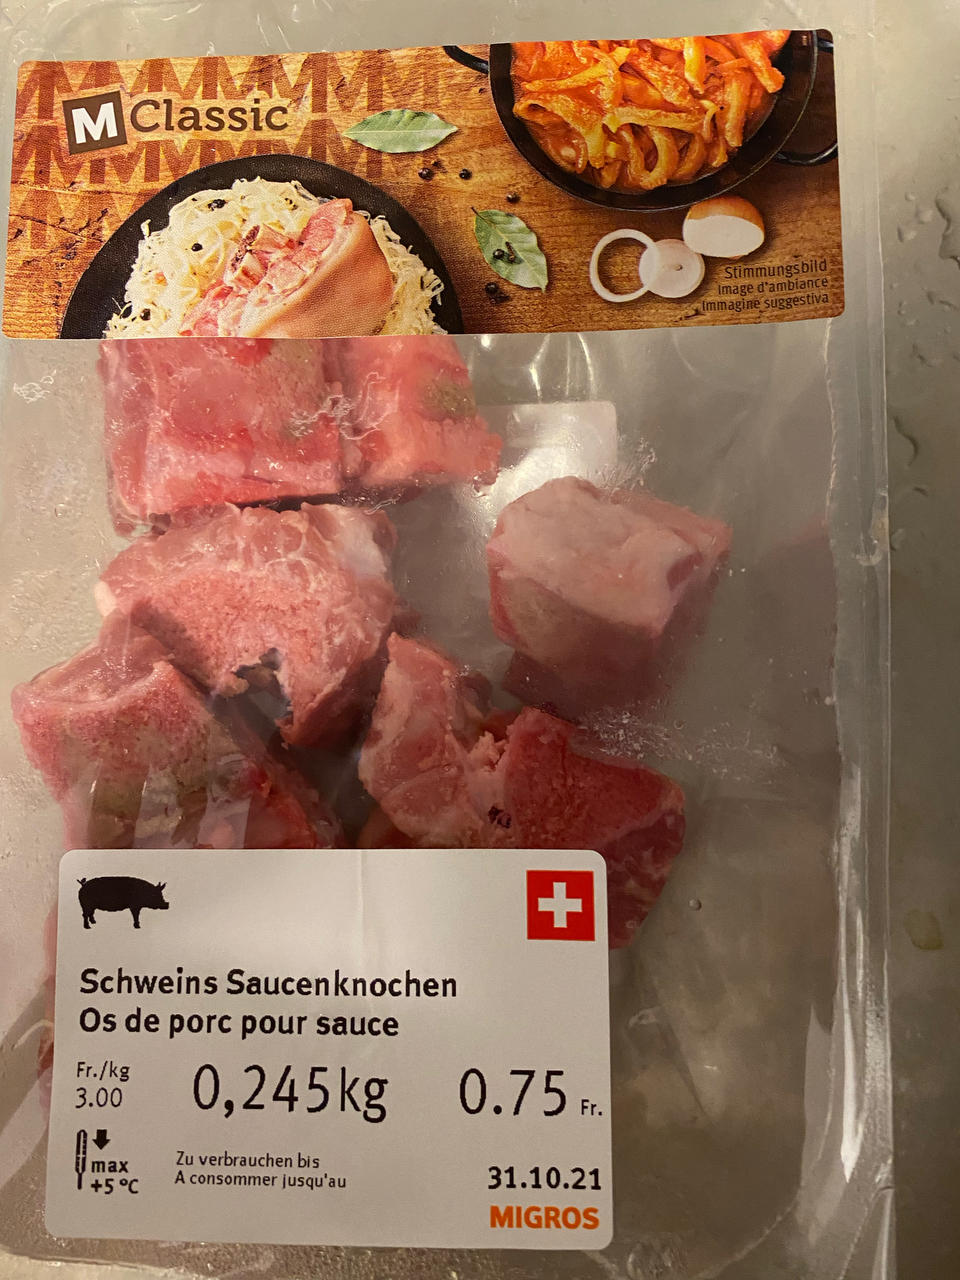 M Classic
Stimmungsbild
Image d'ambiance
Immagine suggestiva
Schweins Saucenknochen
Os de porc pour sauce
Fr./kg
3.00
0,245kg
0.75 Fr.
max
+5°C
Zu verbrauchen bis
A consommer jusqu'au
31.10.21
MIGROS